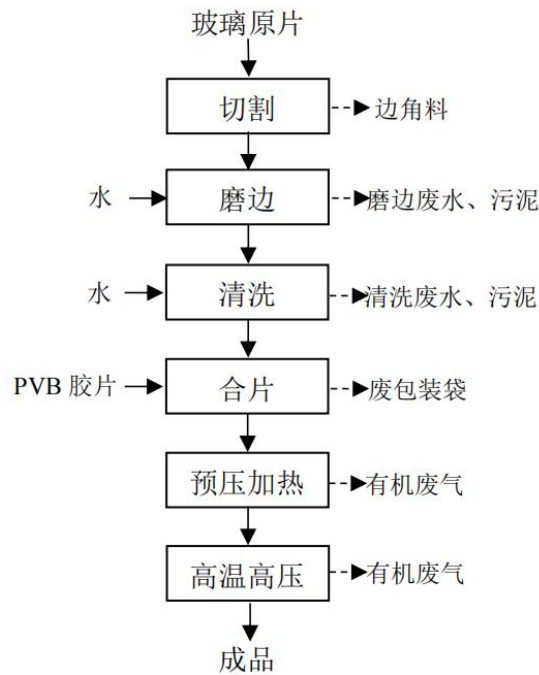 玻璃原片
切割
边角料
水
磨边
磨边废水、污泥
水
清洗
清洗废水、污泥
PVB 胶片
合片
废包装袋
预压加热
有机废气
高温高压
有机废气
成品